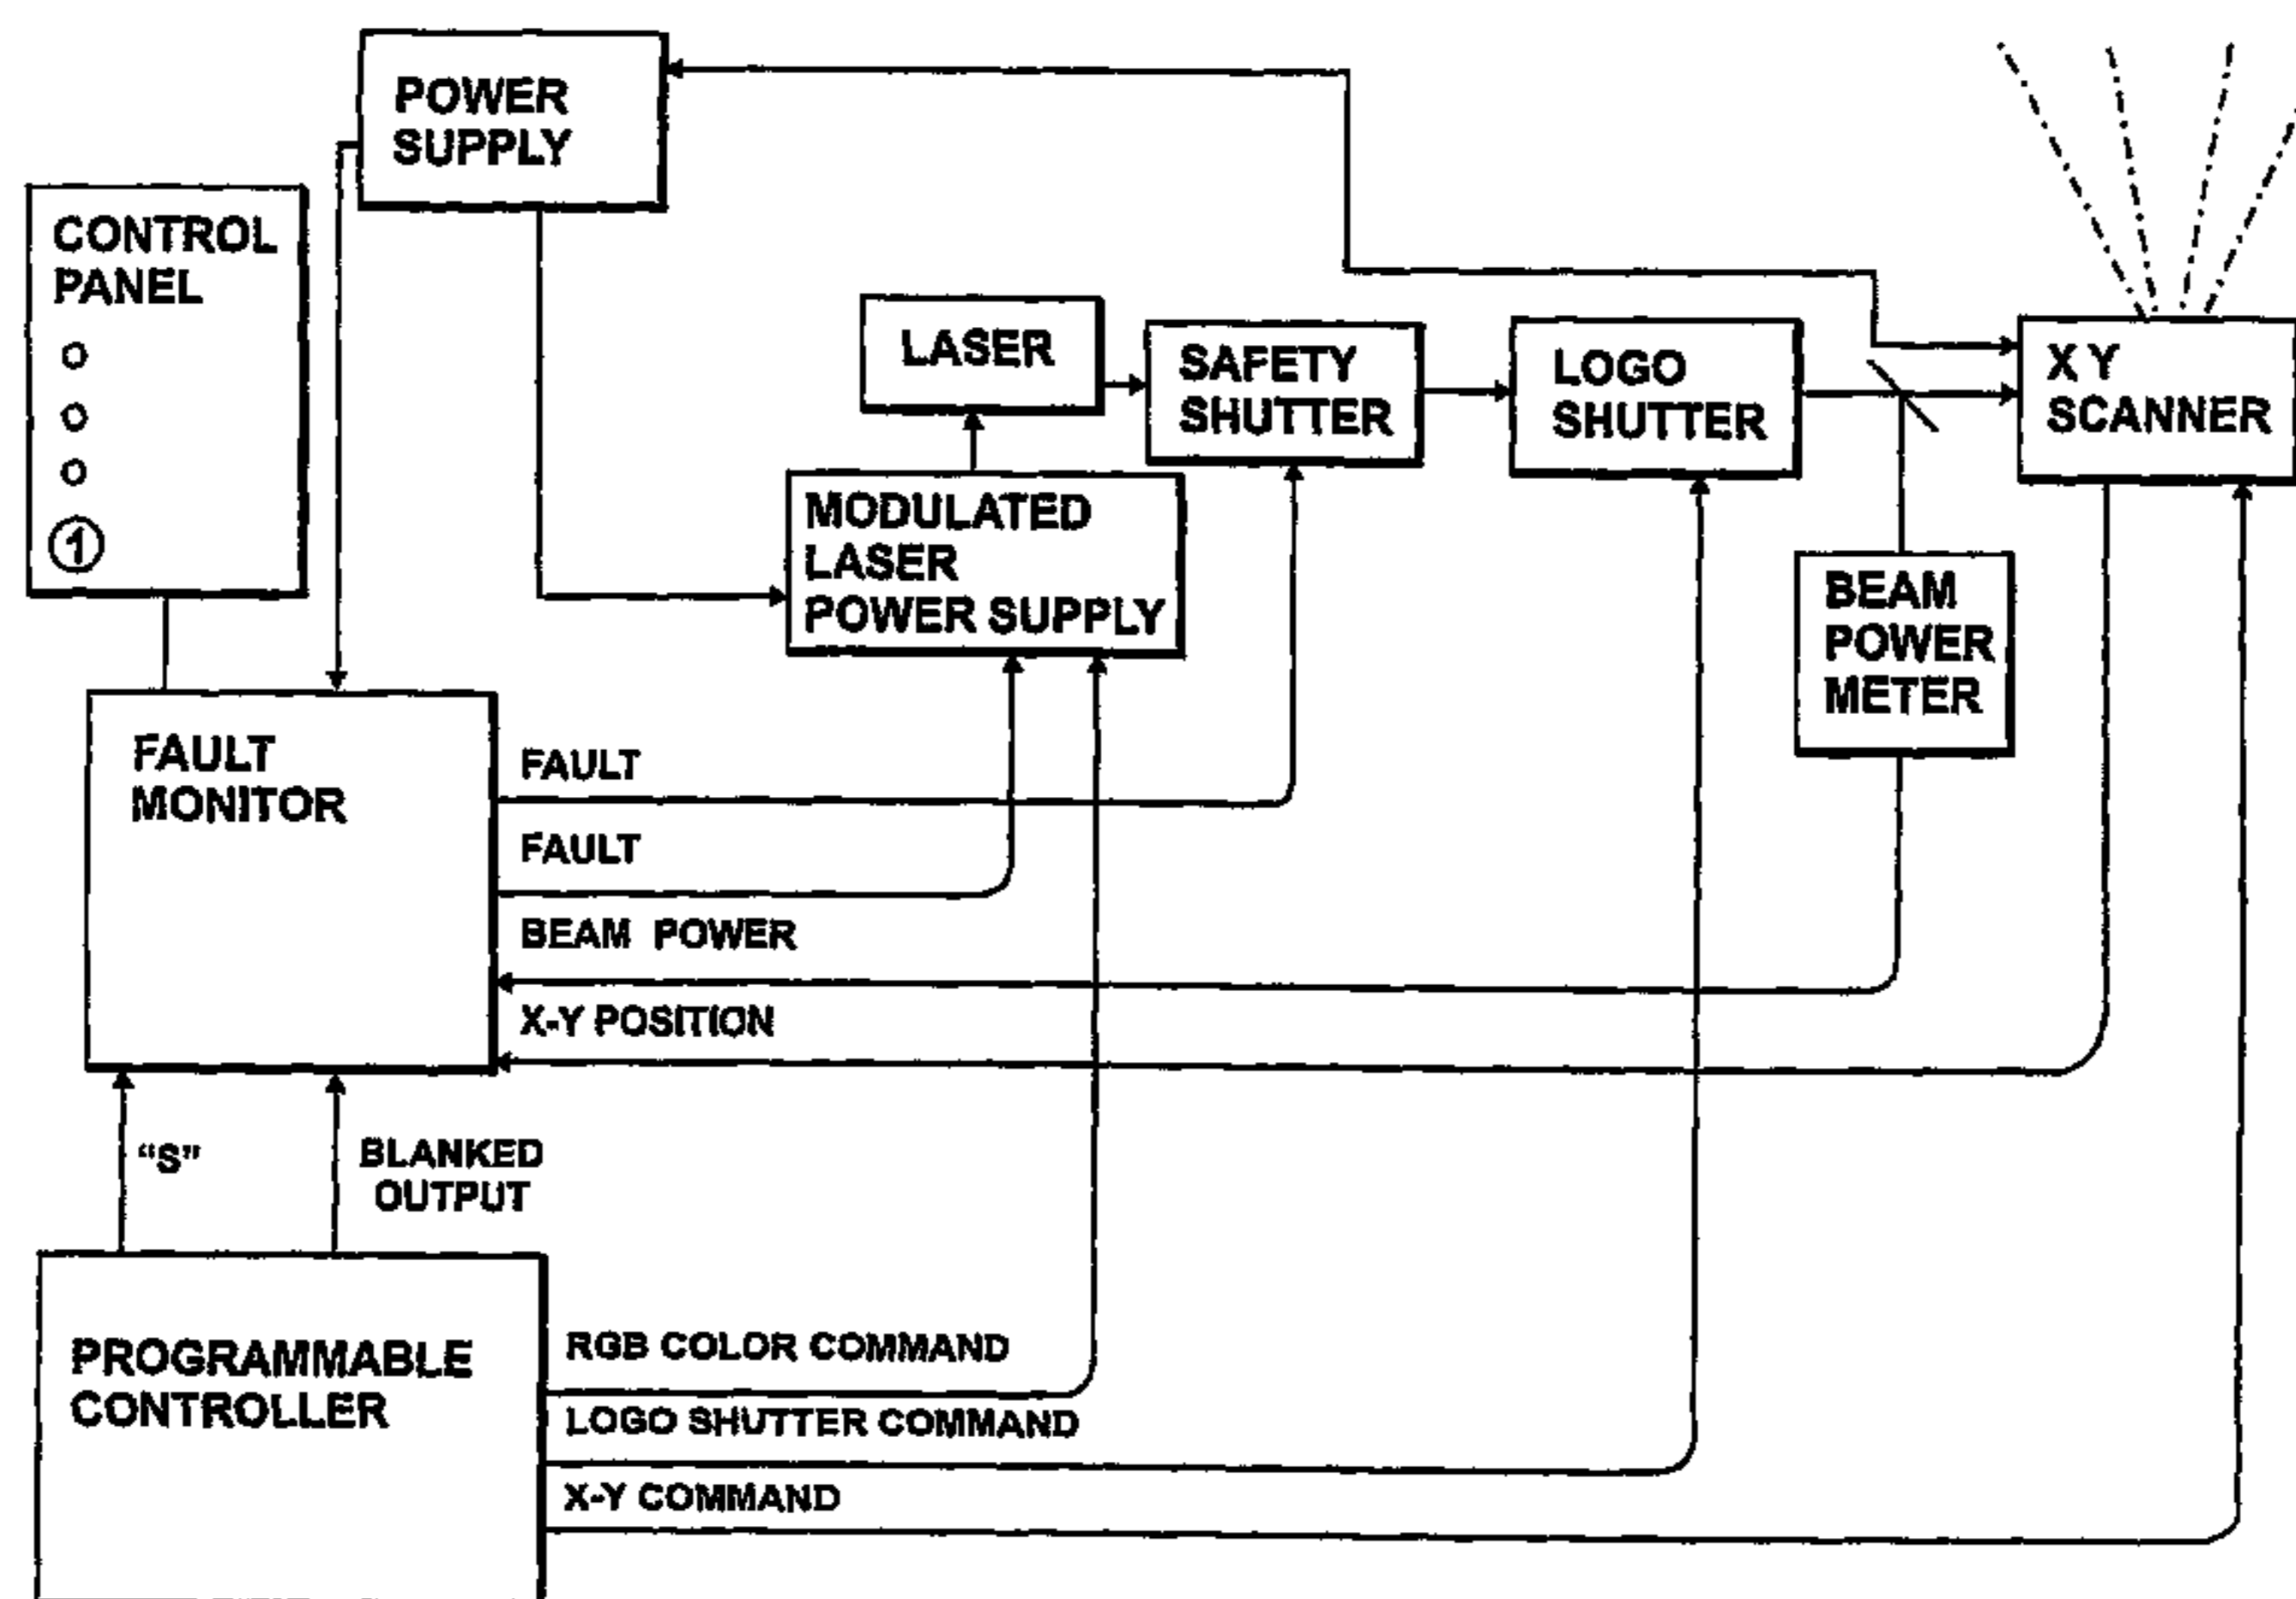 POWER
SUPPLY
CONTROL
PANEL
1
LASER
SAFETY
SHUTTER
LOGO
SHUTTER
X Y
SCANNER
MODULATED
LASER
POWER SUPPLY
BEAM
POWER
METER
FAULT
MONITOR
FAULT
FAULT
BEAM POWER
X-Y POSITION
"S"
BLANKED
OUTPUT
PROGRAMMABLE
CONTROLLER
RGB COLOR COMMAND
LOGO SHUTTER COMMAND
X-Y COMMAND